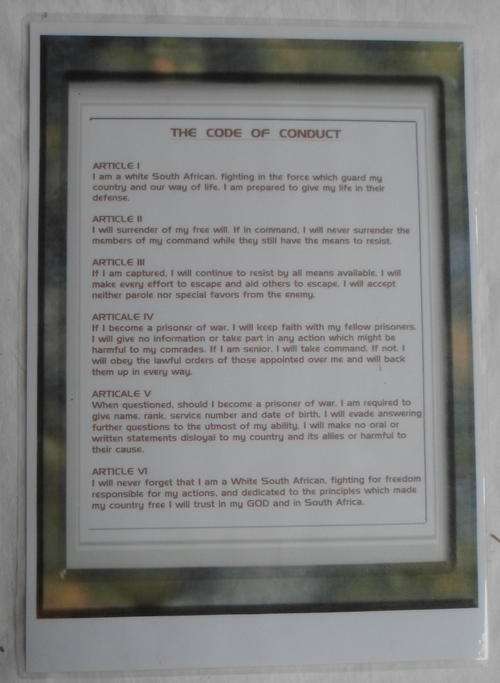 THE CODE OF CONDUCT
ARTICLE I
I am a white South African, fighting in the force which guard my
country and our way of life. I am prepared to give my life in their
defense.
ARTICLE II
I will surrender of my free will. If in command, I will never surrender the
members of my command while they still have the means to resist.
ARTICLE III
If I am captured, I will continue to resist by all means available. I will
make every effort to escape and aid others to escape. I will accept
neither parole nor special favors from the enemy.
ARTICALE IV
If I become a prisoner of war, I will keep faith with my fellow prisoners.
I will give no information or take part in any action which might be
harmful to my comrades. If I am senior, I will take command. If not, I
will obey the lawful orders of those appointed over me and will back
them up in every way.
ARTICALE V
When questioned, should I become a prisoner of war, I am required to
give name, rank, service number and date of birth. I will evade answering
further questions to the utmost of my ability. I will make no oral or
written statements disloyal to my country and its allies or harmful to
their cause.
ARTICLE VI
I will never forget that I am a White South African, fighting for freedom
responsible for my actions, and dedicated to the principles which made
my country free I will trust in my GOD and in South Africa.